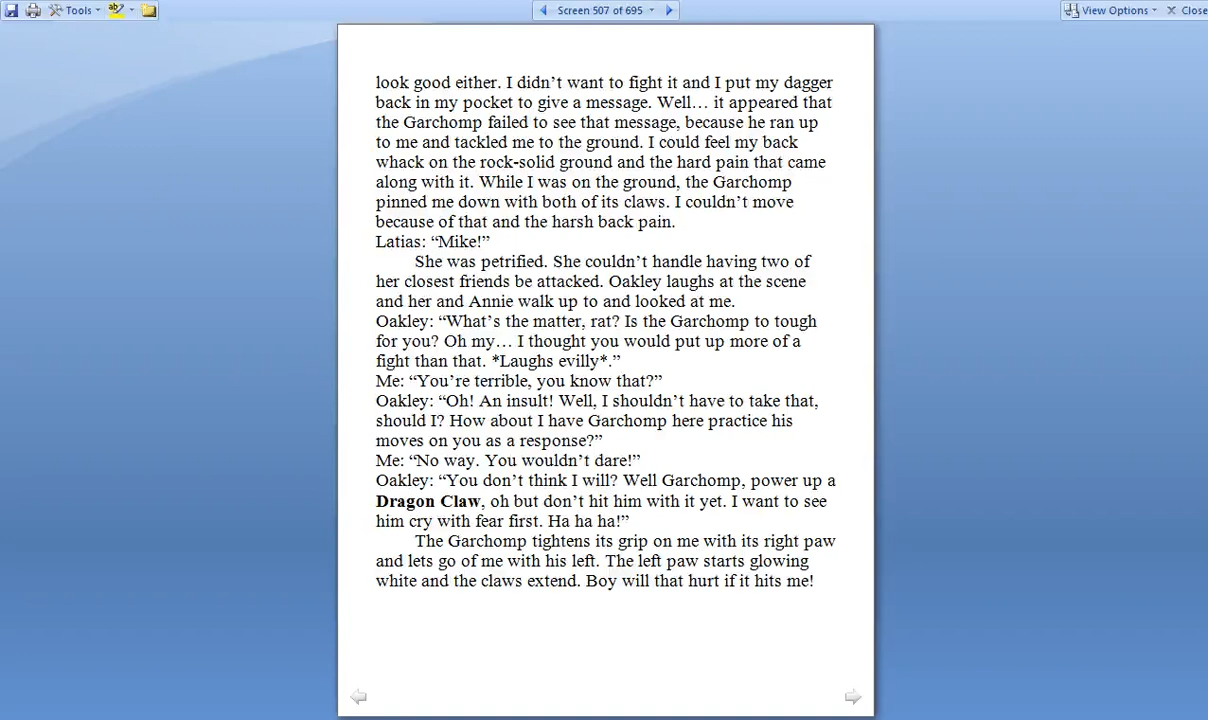 Tools
Screen 507 of 695
View Options
Close
look good either. I didn’t want to fight it and I put my dagger
back in my pocket to give a message. Well… it appeared that
the Garchomp failed to see that message, because he ran up
to me and tackled me to the ground. I could feel my back
whack on the rock-solid ground and the hard pain that came
along with it. While I was on the ground, the Garchomp
pinned me down with both of its claws. I couldn’t move
because of that and the harsh back pain.
Latias: “Mike!”
She was petrified. She couldn’t handle having two of
her closest friends be attacked. Oakley laughs at the scene
and her and Annie walk up to and looked at me.
Oakley: “What’s the matter, rat? Is the Garchomp to tough
for you? Oh my… I thought you would put up more of a
fight than that. *Laughs evilly*.”
Me: “You’re terrible, you know that?”
Oakley: “Oh! An insult! Well, I shouldn’t have to take that,
should I? How about I have Garchomp here practice his
moves on you as a response?”
Me: “No way. You wouldn’t dare!”
Oakley: “You don’t think I will? Well Garchomp, power up a
Dragon Claw, oh but don’t hit him with it yet. I want to see
him cry with fear first. Ha ha ha!”
The Garchomp tightens its grip on me with its right paw
and lets go of me with his left. The left paw starts glowing
white and the claws extend. Boy will that hurt if it hits me!